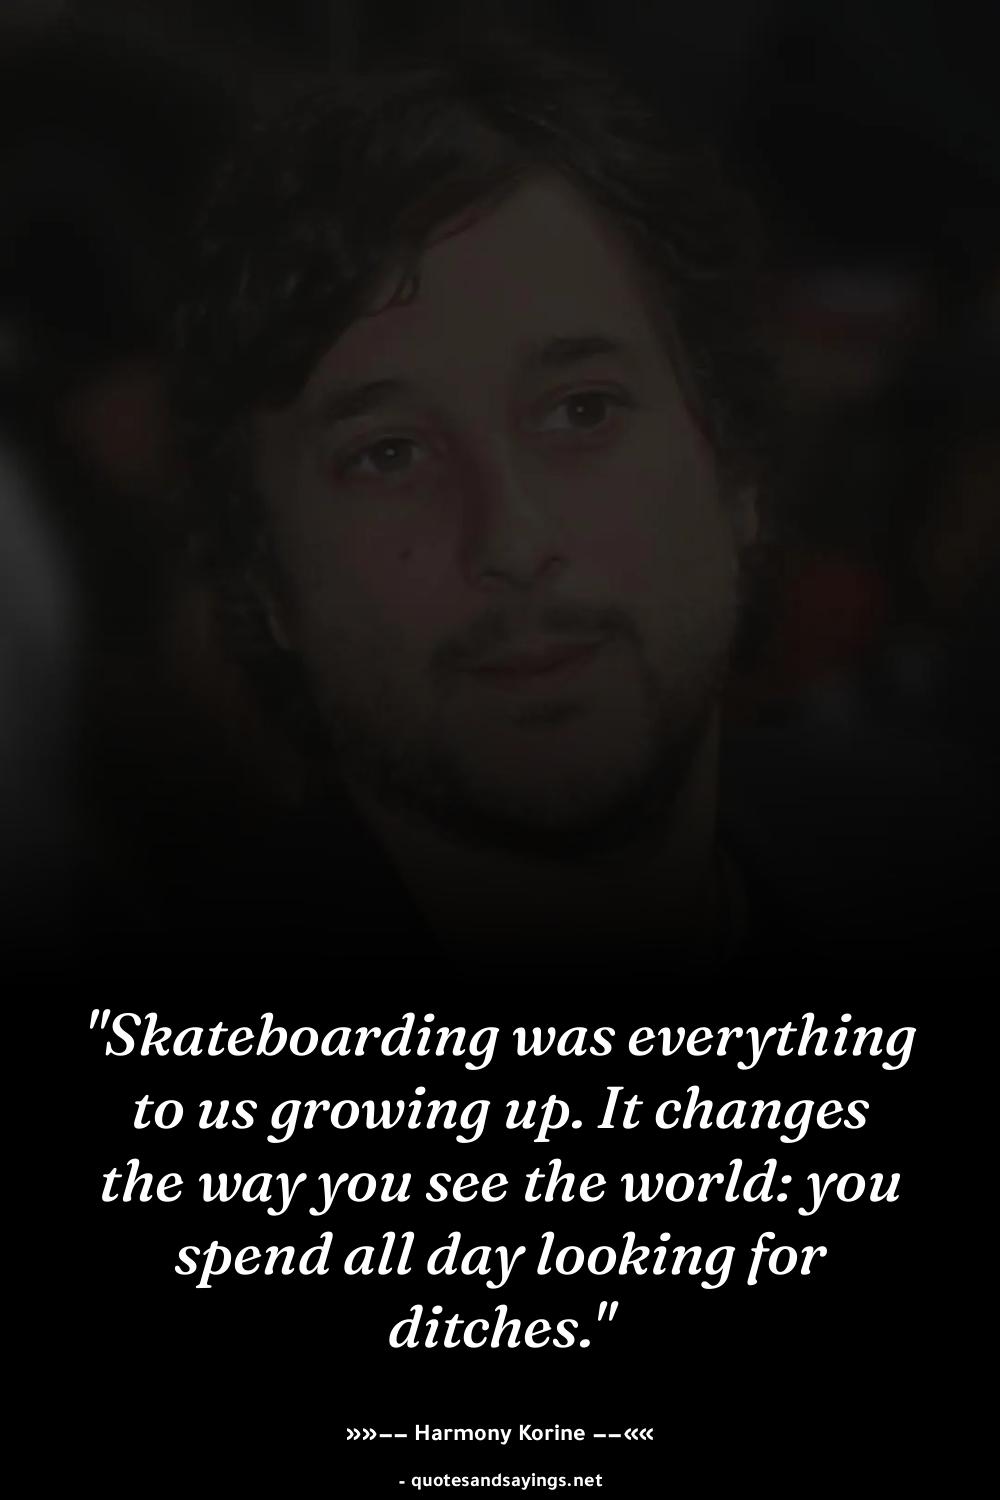 "Skateboarding was everything
to us growing up. It changes
the way you see the world: you
spend all day looking for
ditches."
»»–– Harmony Korine ––««
- quotesandsayings.net